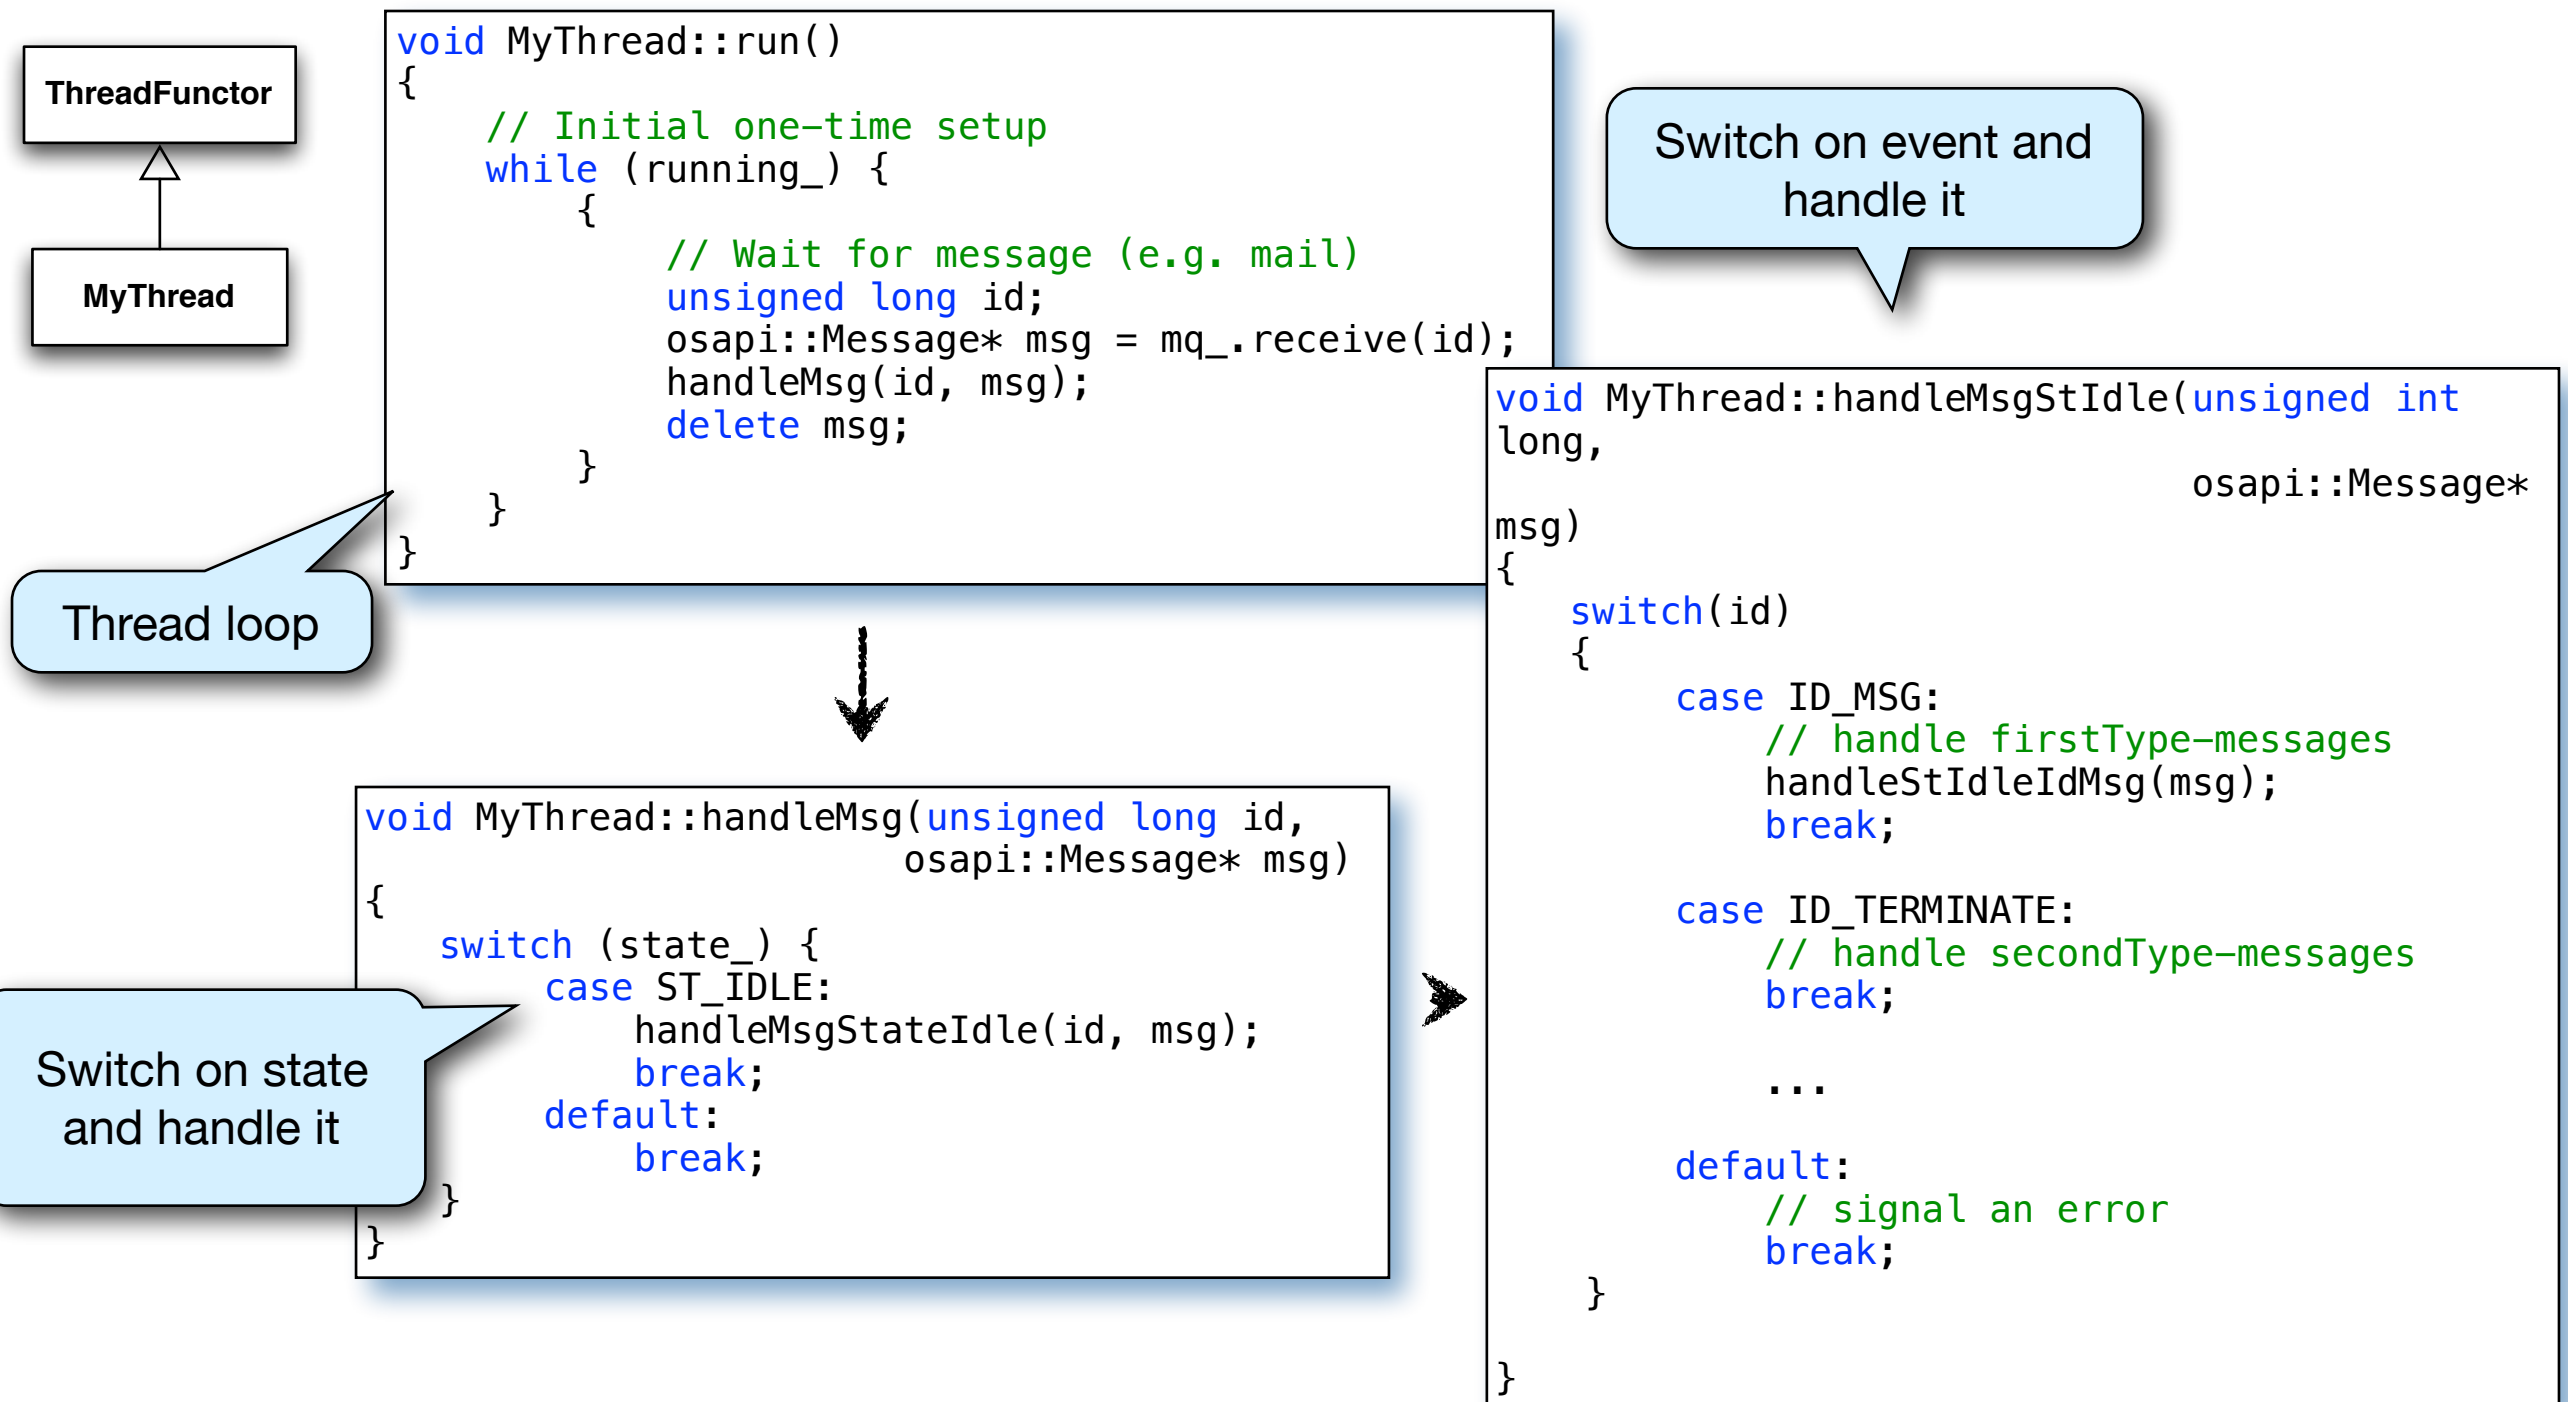 ThreadFunctor
MyThread
void MyThread::run()
{
// Initial one-time setup
while (running_) {
{
// Wait for message (e.g. mail)
unsigned long id;
osapi::Message* msg = mq_.receive(id);
handleMsg(id, msg);
delete msg;
}
}
}
Thread loop
Switch on event and
handle it
void MyThread::handleMsg(unsigned long id,
osapi::Message* msg)
{
switch (state_) {
case ST_IDLE:
handleMsgStateIdle(id, msg);
break;
default:
break;
}
}
Switch on state
and handle it
void MyThread::handleMsgStIdle(unsigned int
long,
osapi::Message*
msg)
{
switch(id)
{
case ID_MSG:
// handle firstType-messages
handleStIdleIdMsg(msg);
break;
case ID_TERMINATE:
// handle secondType-messages
break;
...
default:
// signal an error
break;
}
}